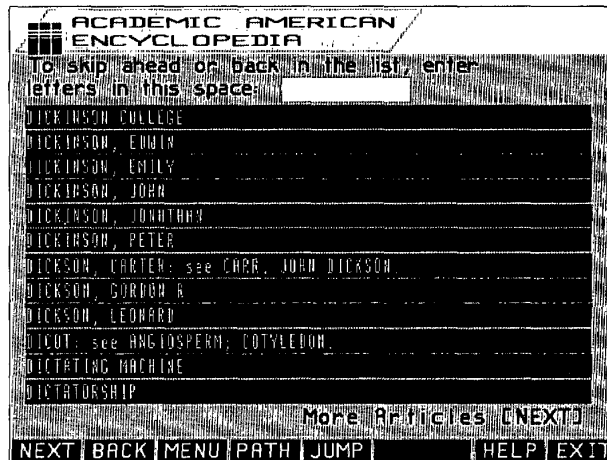 ACADEMIC AMERICAN
ENCYCLOPEDIA
To skip ahead or back in the list, enter
letters in this space:
DICKINSON COLLEGE
DICKINSON, EDWIN
DICKINSON, EMILY
DICKINSON, JOHN
DICKINSON, JONATHAN
DICKINSON, PETER
DICKSON, CARTER: see CARR, JOHN DICKSON.
DICKSON, GORDON R
DICKSON, LEONARD
DICOT: see ANGIOSPERM; COTYLEDON.
DICTATING MACHINE
DICTATORSHIP
More Articles [NEXT]
NEXT BACK MENU PATH JUMP HELP EXIT